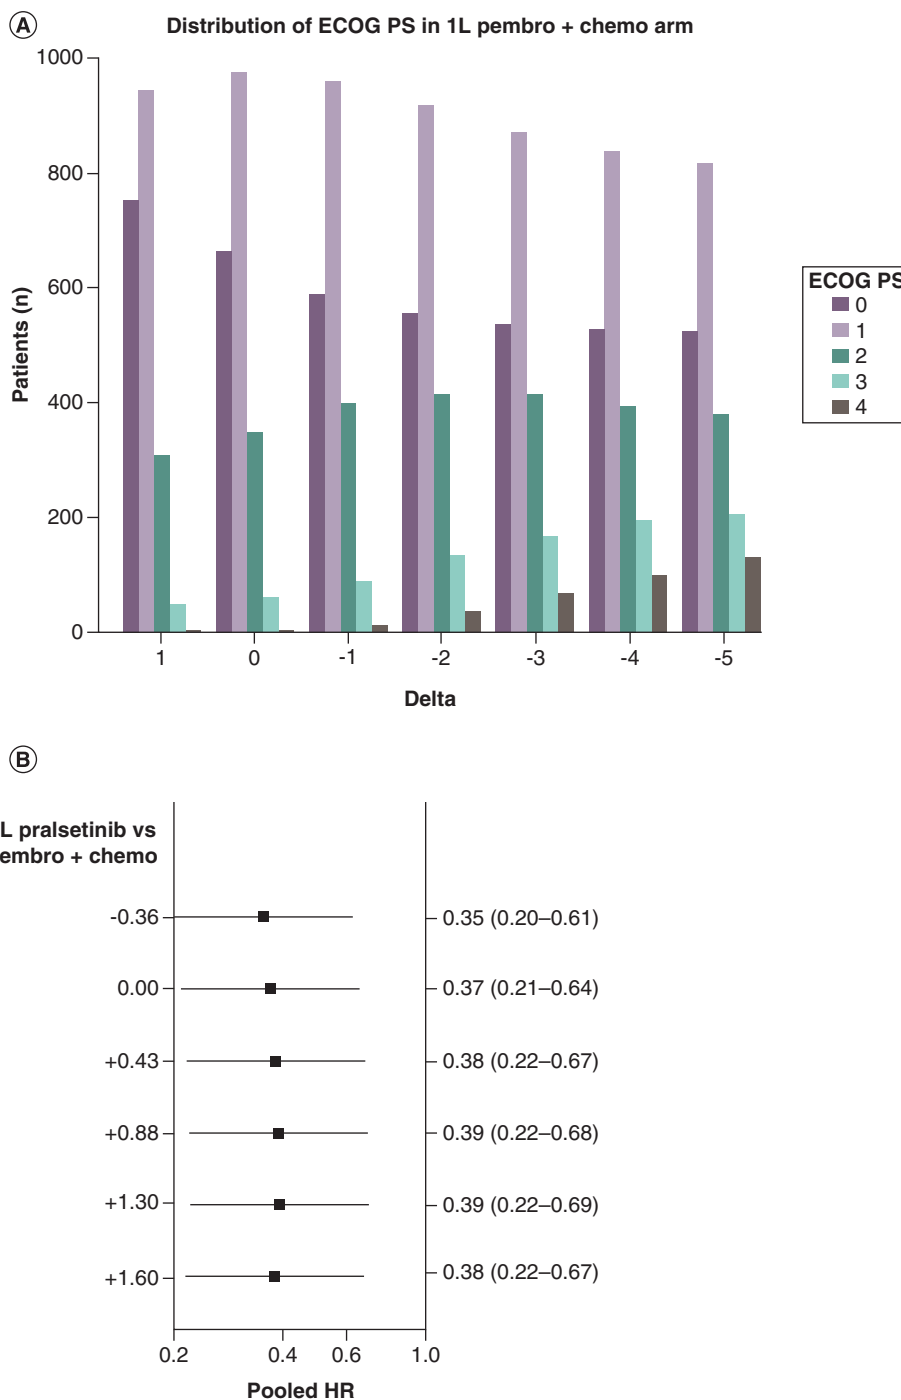 A
Distribution of ECOG PS in 1L pembro + chemo arm
1000
800
600
400
200
0
Patients (n)
1 0 -1 -2 -3 -4 -5
Delta
ECOG PS
0
1
2
3
4
B
L pralsetinib vs
embro + chemo
-0.36 0.35 (0.20–0.61)
0.00 0.37 (0.21–0.64)
+0.43 0.38 (0.22–0.67)
+0.88 0.39 (0.22–0.68)
+1.30 0.39 (0.22–0.69)
+1.60 0.38 (0.22–0.67)
0.2 0.4 0.6 1.0
Pooled HR